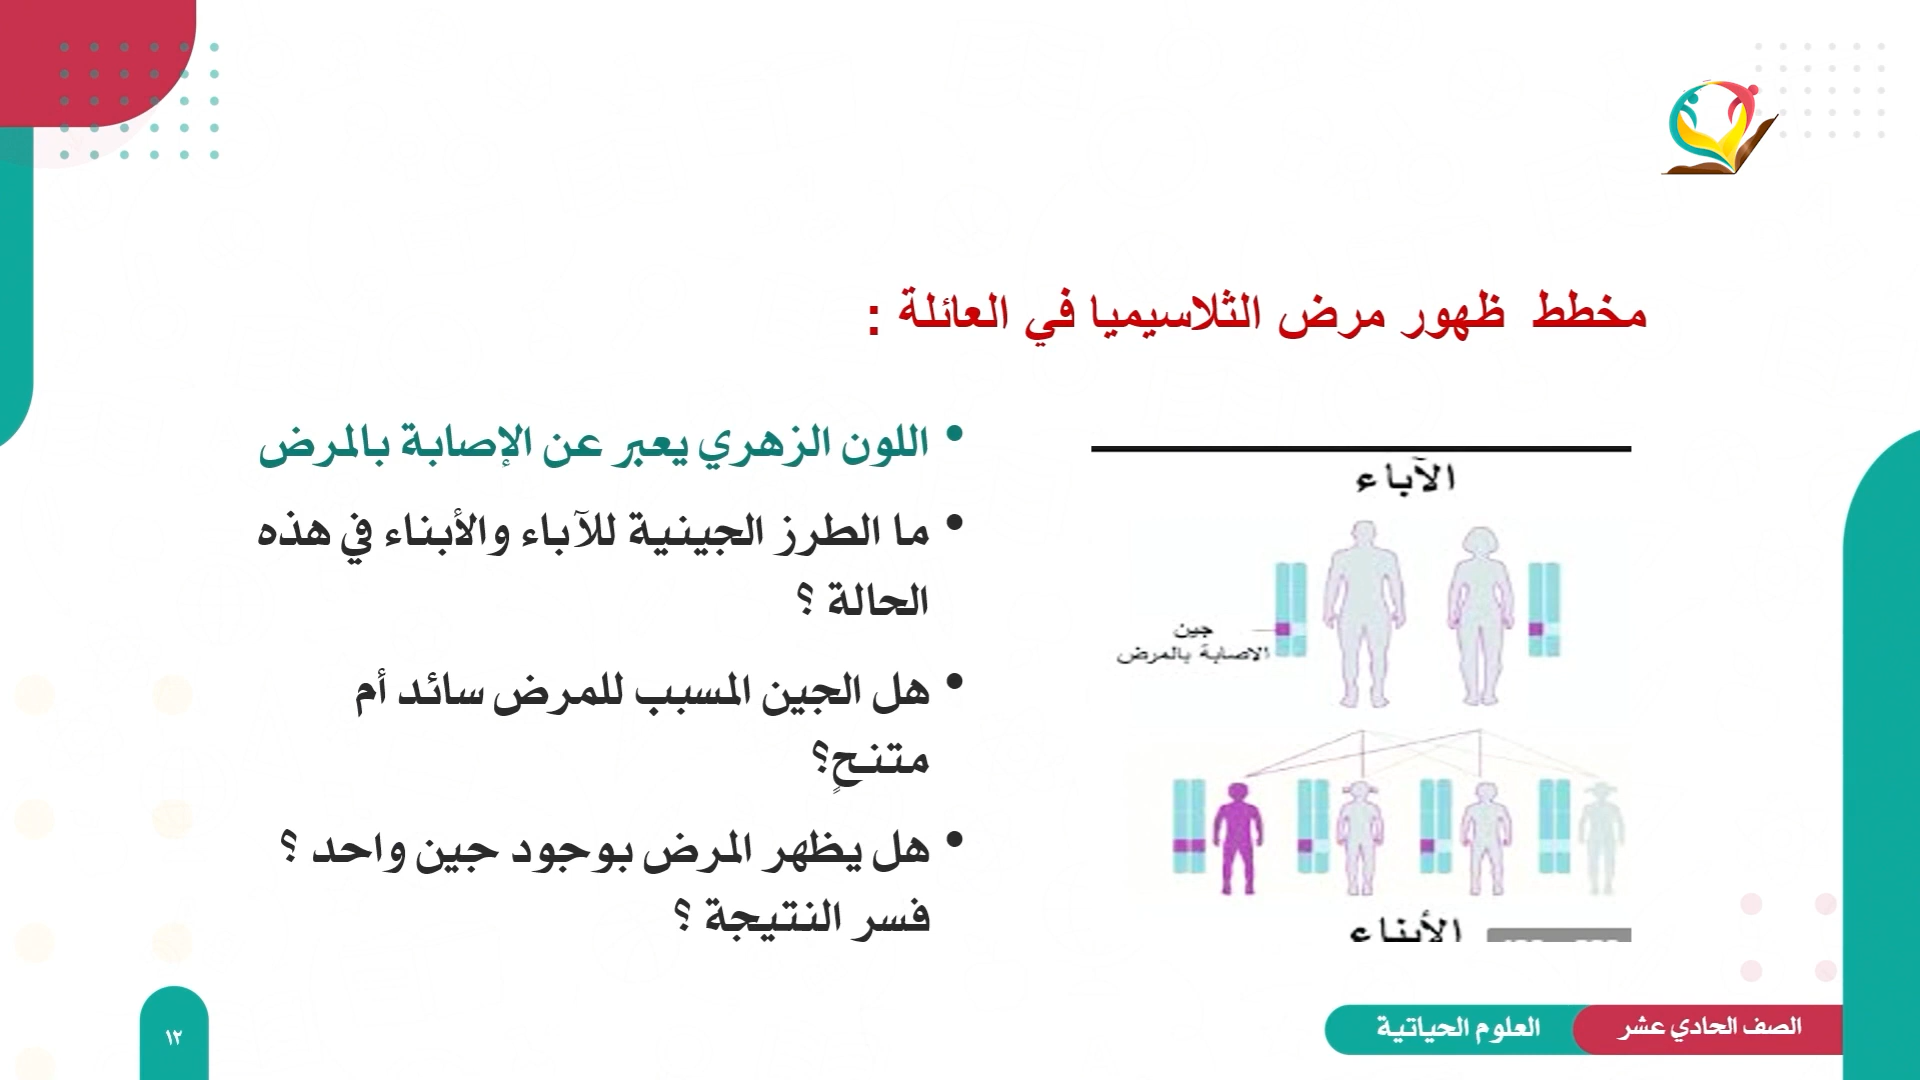 مخطط ظهور مرض الثلاسيميا في العائلة :
• اللون الزهري يعبر عن الإصابة بالمرض
• ما الطرز الجينية للآباء والأبناء في هذه
الحالة ؟
• هل الجين المسبب للمرض سائد أم
متنحٍ؟
• هل يظهر المرض بوجود جين واحد ؟
فسر النتيجة ؟
الآباء
جين
الاصابة بالمرض
الأبناء
الصف الحادي عشر
العلوم الحياتية
١٢